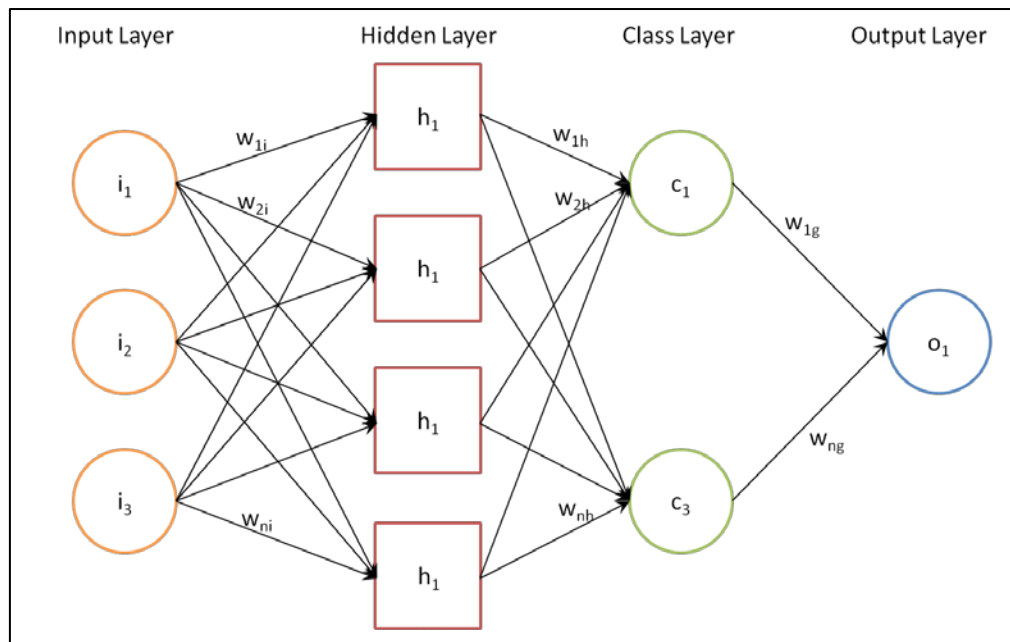 Input Layer
Hidden Layer
Class Layer
Output Layer
h₁
w₁ᵢ
w₁ₕ
i₁
c₁
w₂ᵢ
w₂ₕ
w₁g
h₁
i₂
o₁
h₁
wₙg
i₃
wₙᵢ
wₙₕ
c₃
h₁